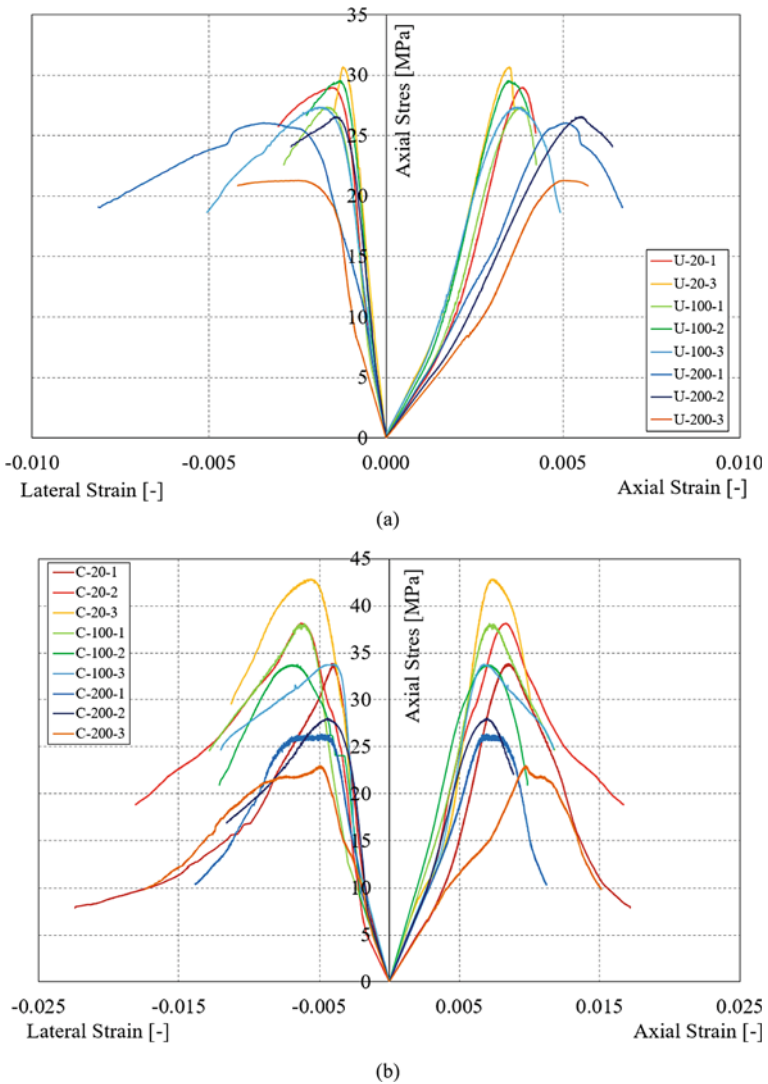 35
30
25
20
15
10
5
0
Axial Stres [MPa]
U-20-1
U-20-3
U-100-1
U-100-2
U-100-3
U-200-1
U-200-2
U-200-3
-0.010 -0.005 0.000 0.005 0.010
Lateral Strain [-] Axial Strain [-]
(a)
45
40
35
30
25
20
15
10
5
0
Axial Stres [MPa]
C-20-1
C-20-2
C-20-3
C-100-1
C-100-2
C-100-3
C-200-1
C-200-2
C-200-3
-0.025 -0.015 -0.005 0.005 0.015 0.025
Lateral Strain [-] Axial Strain [-]
(b)